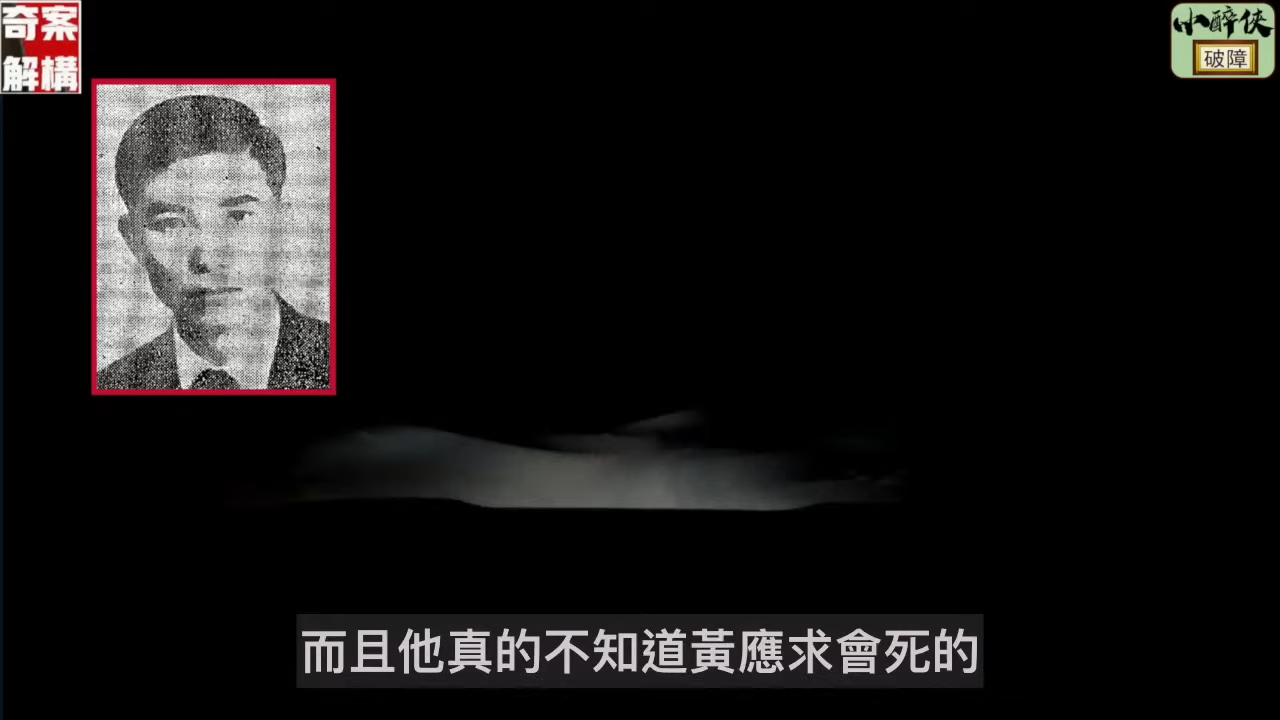 奇案
解構
小醉俠
破障
而且他真的不知道黃應求會死的